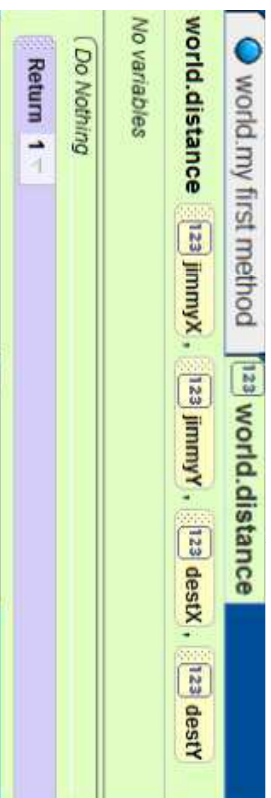 world.my first method 123 world.distance
world.distance 123 jimmyX , 123 jimmyY , 123 destX , 123 destY
No variables
Do Nothing
Return 1